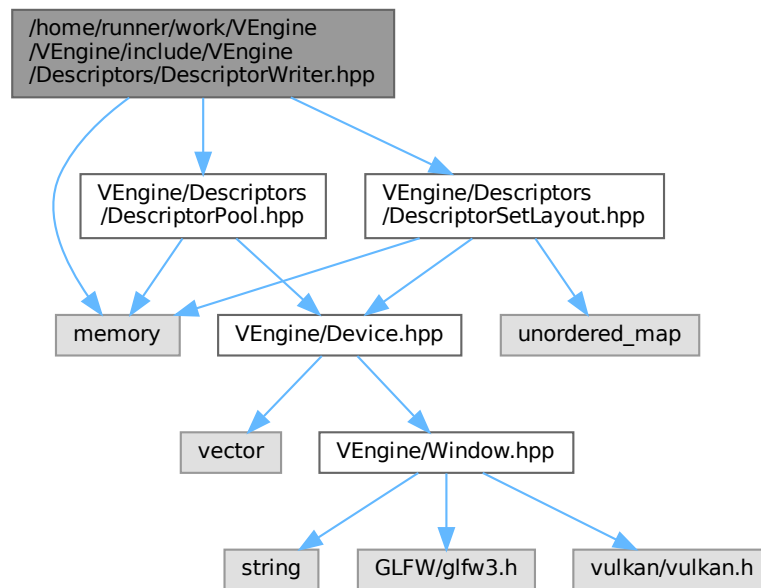 /home/runner/work/VEngine
/VEngine/include/VEngine
/Descriptors/DescriptorWriter.hpp
VEngine/Descriptors
/DescriptorPool.hpp
VEngine/Descriptors
/DescriptorSetLayout.hpp
memory
VEngine/Device.hpp
unordered_map
vector
VEngine/Window.hpp
string
GLFW/glfw3.h
vulkan/vulkan.h